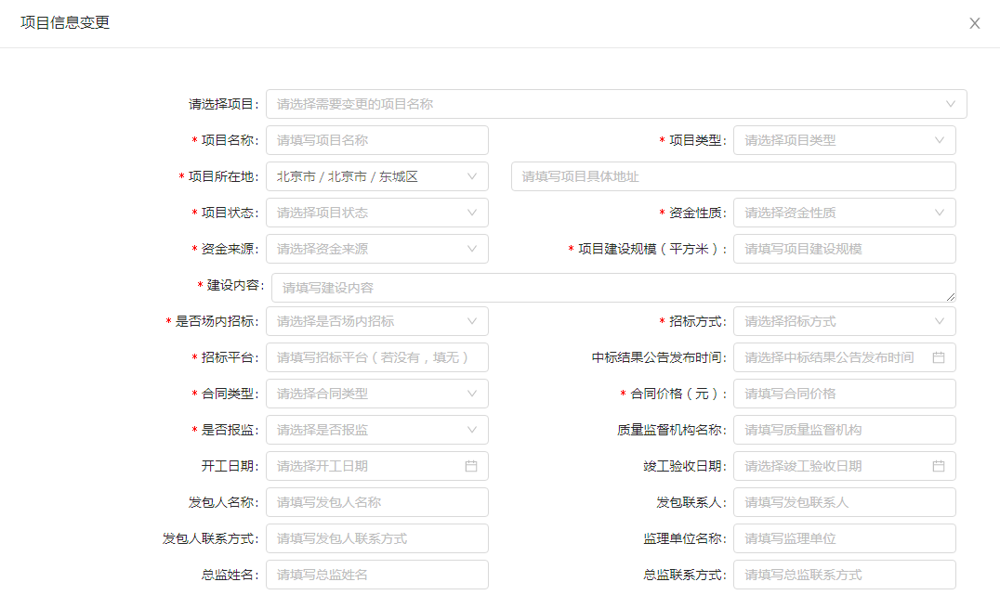 项目信息变更
请选择项目: 请选择需要变更的项目名称
* 项目名称: 请填写项目名称 * 项目类型: 请选择项目类型
* 项目所在地: 北京市 / 北京市 / 东城区 请填写项目具体地址
* 项目状态: 请选择项目状态 * 资金性质: 请选择资金性质
* 资金来源: 请选择资金来源 * 项目建设规模（平方米）: 请填写项目建设规模
* 建设内容: 请填写建设内容
* 是否场内招标: 请选择是否场内招标 * 招标方式: 请选择招标方式
* 招标平台: 请填写招标平台（若没有，填无） 中标结果公告发布时间: 请选择中标结果公告发布时间
* 合同类型: 请选择合同类型 * 合同价格（元）: 请填写合同价格
* 是否报监: 请选择是否报监 质量监督机构名称: 请填写质量监督机构
开工日期: 请选择开工日期 竣工验收日期: 请选择竣工验收日期
发包人名称: 请填写发包人名称 发包联系人: 请填写发包联系人
发包人联系方式: 请填写发包人联系方式 监理单位名称: 请填写监理单位
总监姓名: 请填写总监姓名 总监联系方式: 请填写总监联系方式